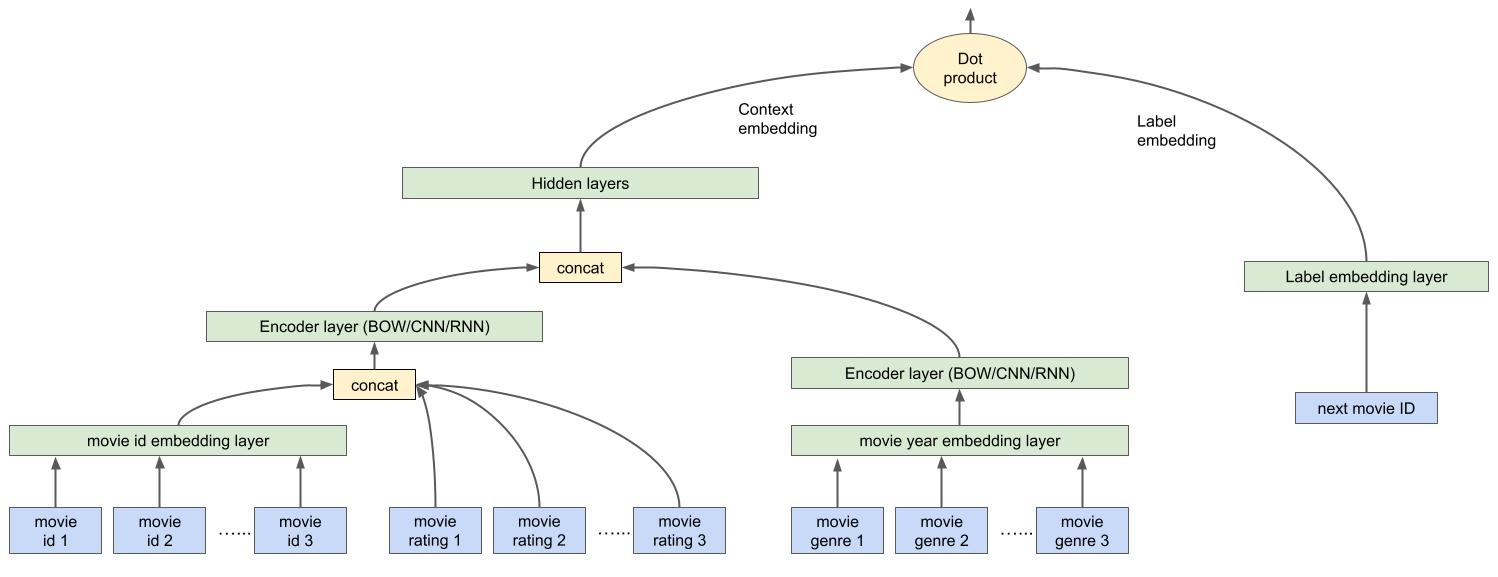 Dot
product
Context
embedding
Label
embedding
Hidden layers
concat
Label embedding layer
Encoder layer (BOW/CNN/RNN)
Encoder layer (BOW/CNN/RNN)
concat
next movie ID
movie id embedding layer
movie year embedding layer
movie
id 1
movie
id 2
......
movie
id 3
movie
rating 1
movie
rating 2
......
movie
rating 3
movie
genre 1
movie
genre 2
......
movie
genre 3